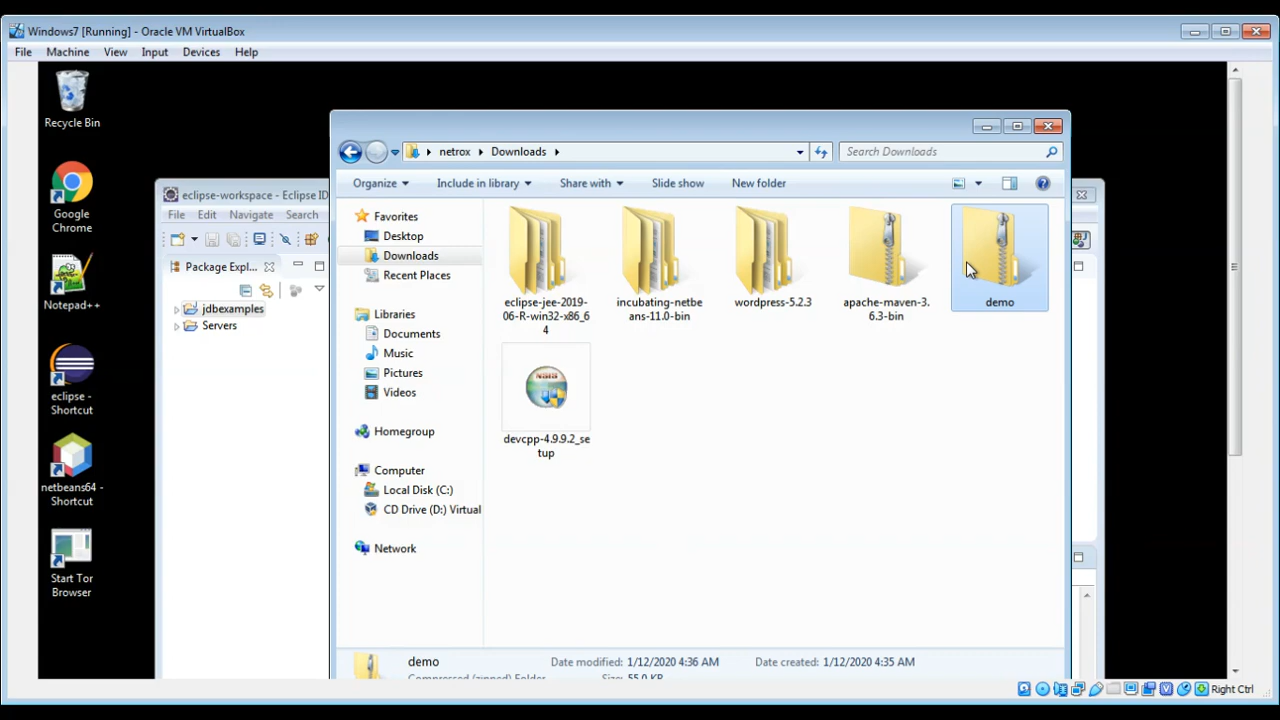 Windows7 [Running] - Oracle VM VirtualBox
File Machine View Input Devices Help
Recycle Bin
Google
Chrome
Notepad++
eclipse -
Shortcut
netbeans64 -
Shortcut
Start Tor
Browser
eclipse-workspace - Eclipse ID
File Edit Navigate Search
Package Expl...
jdbexamples
Servers
netrox Downloads
Search Downloads
Organize Include in library Share with Slide show New folder
Favorites
Desktop
Downloads
Recent Places
Libraries
Documents
Music
Pictures
Videos
Homegroup
Computer
Local Disk (C:)
CD Drive (D:) Virtual
Network
eclipse-jee-2019-
06-R-win32-x86_6
4
incubating-netbe
ans-11.0-bin
wordpress-5.2.3
apache-maven-3.
6.3-bin
demo
devcpp-4.9.9.2_se
tup
demo Date modified: 1/12/2020 4:36 AM Date created: 1/12/2020 4:35 AM
Compressed (zipped) Folder Size: 55.0 KB
Right Ctrl